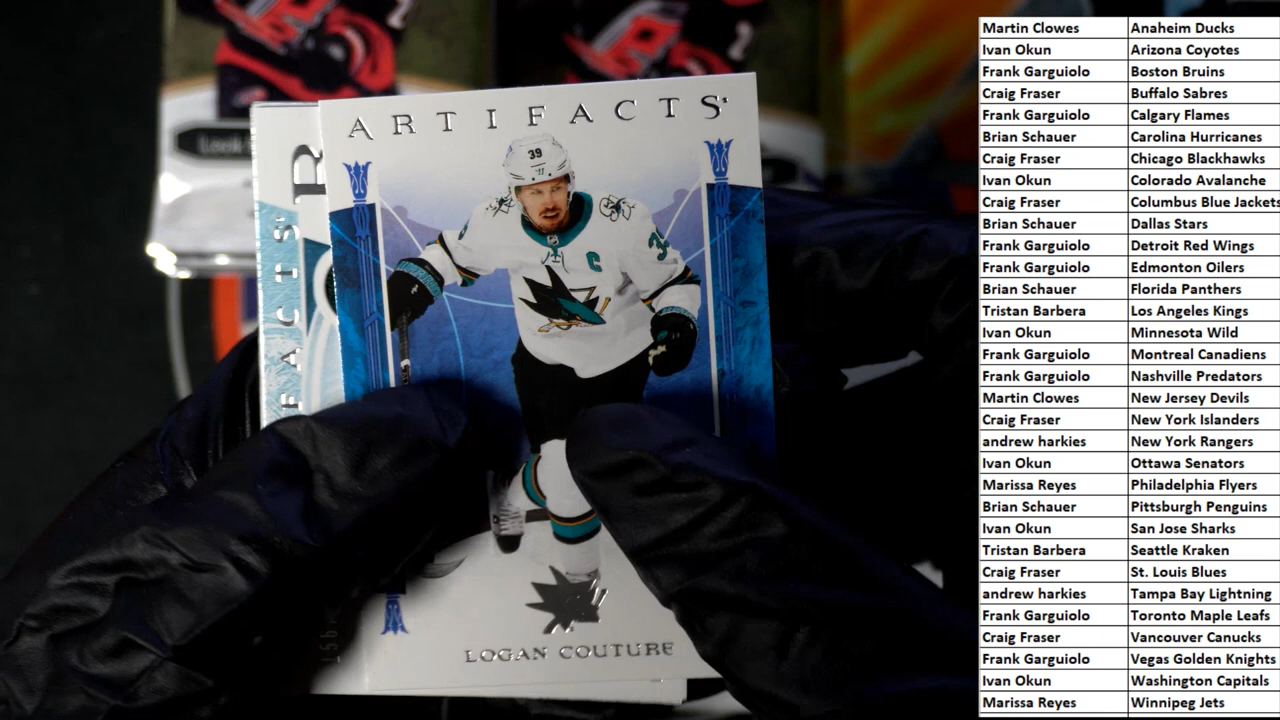 ARTIFACTS
39
C
39
LOGAN COUTURE
R
FACTS
Martin Clowes Anaheim Ducks
Ivan Okun Arizona Coyotes
Frank Garguiolo Boston Bruins
Craig Fraser Buffalo Sabres
Frank Garguiolo Calgary Flames
Brian Schauer Carolina Hurricanes
Craig Fraser Chicago Blackhawks
Ivan Okun Colorado Avalanche
Craig Fraser Columbus Blue Jackets
Brian Schauer Dallas Stars
Frank Garguiolo Detroit Red Wings
Frank Garguiolo Edmonton Oilers
Brian Schauer Florida Panthers
Tristan Barbera Los Angeles Kings
Ivan Okun Minnesota Wild
Frank Garguiolo Montreal Canadiens
Frank Garguiolo Nashville Predators
Martin Clowes New Jersey Devils
Craig Fraser New York Islanders
andrew harkies New York Rangers
Ivan Okun Ottawa Senators
Marissa Reyes Philadelphia Flyers
Brian Schauer Pittsburgh Penguins
Ivan Okun San Jose Sharks
Tristan Barbera Seattle Kraken
Craig Fraser St. Louis Blues
andrew harkies Tampa Bay Lightning
Frank Garguiolo Toronto Maple Leafs
Craig Fraser Vancouver Canucks
Frank Garguiolo Vegas Golden Knights
Ivan Okun Washington Capitals
Marissa Reyes Winnipeg Jets